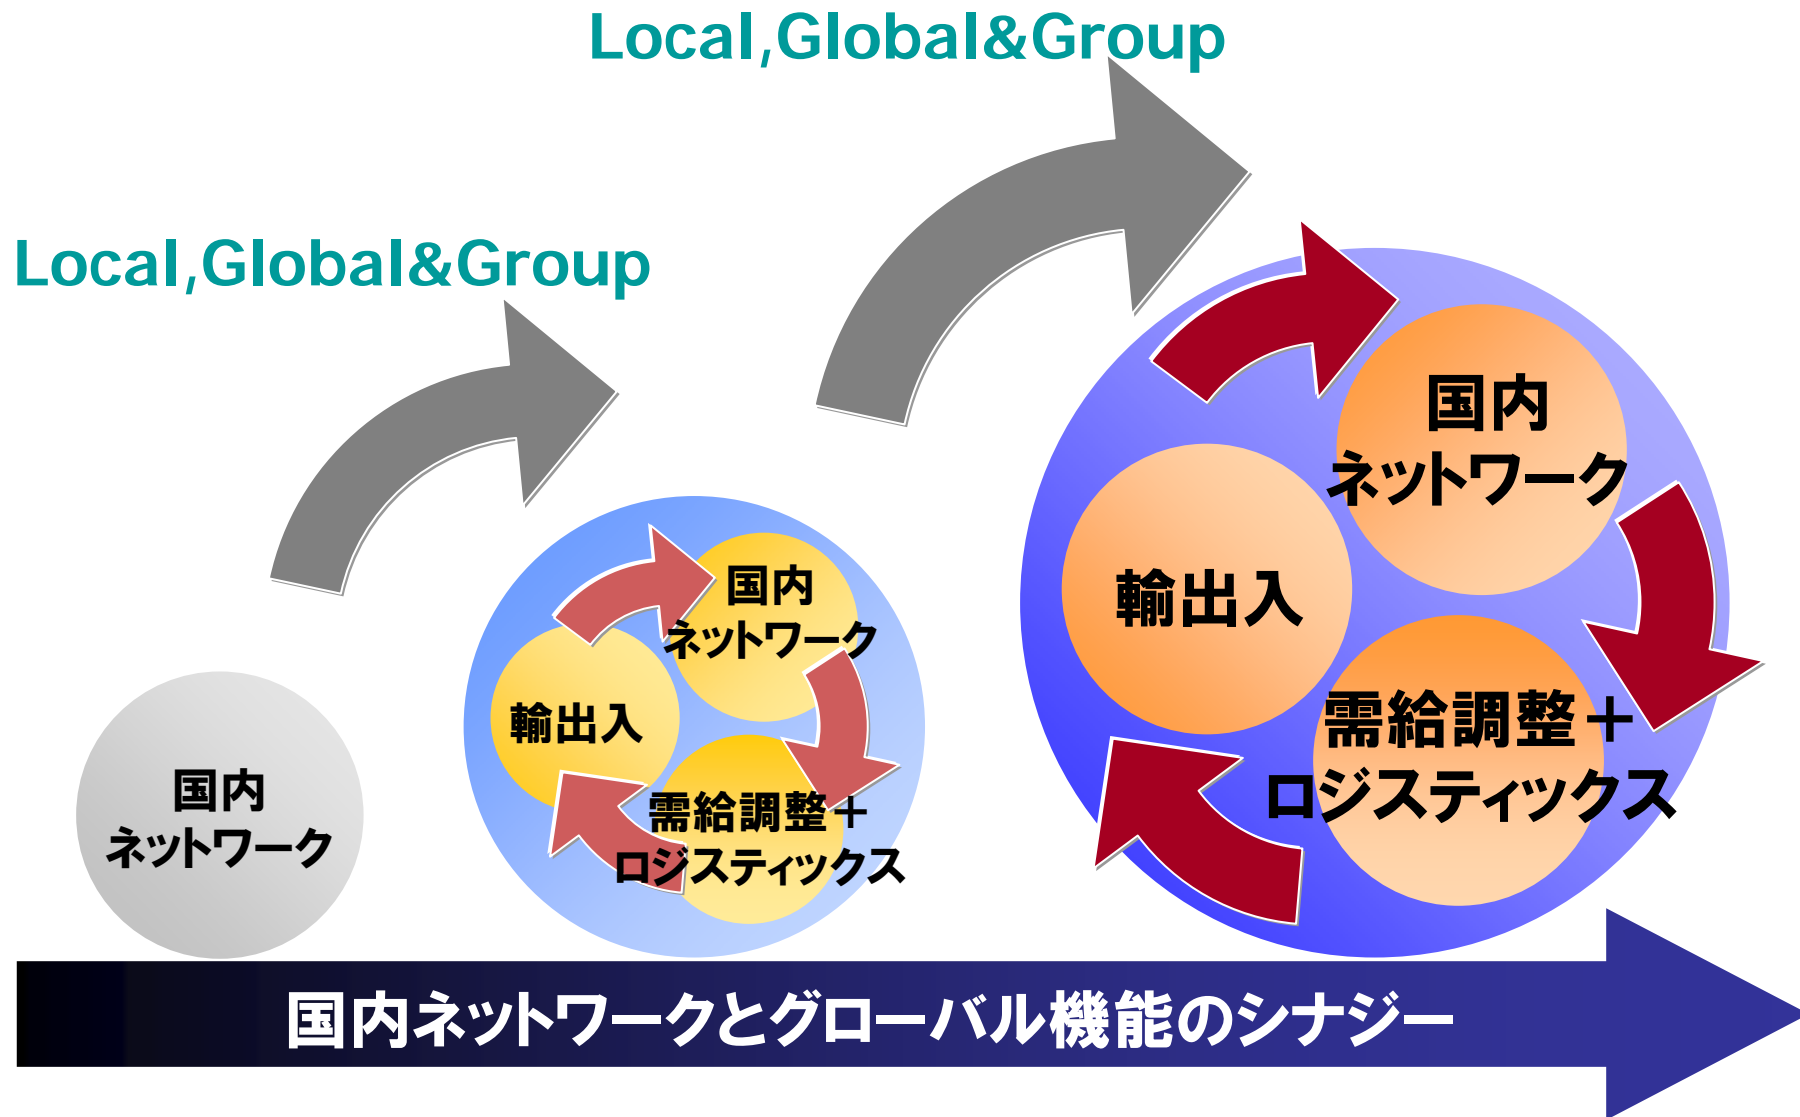 Local,Global&Group
Local,Global&Group
国内
ネットワーク
国内
ネットワーク
輸出入
需給調整＋
ロジスティックス
国内
ネットワーク
輸出入
需給調整＋
ロジスティックス
国内ネットワークとグローバル機能のシナジー